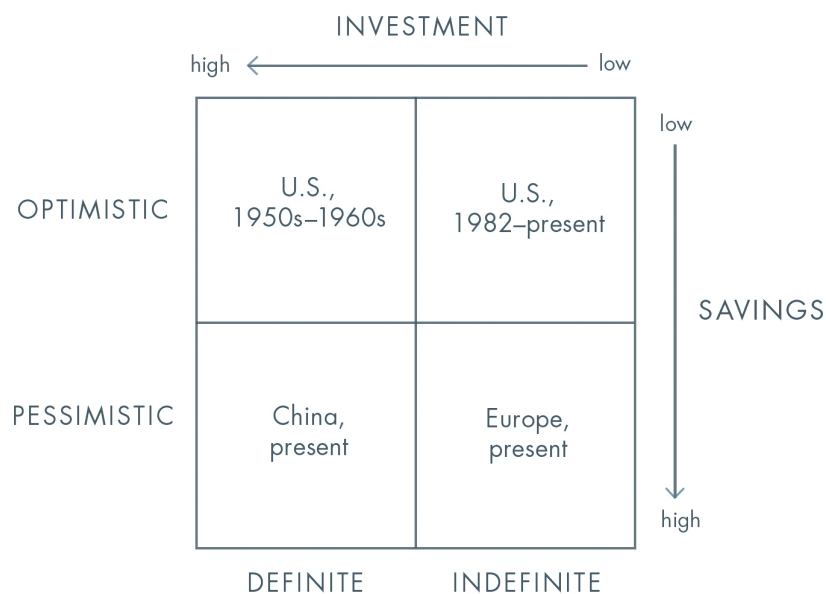 INVESTMENT
high
low
low
OPTIMISTIC
U.S.,
1950s–1960s
U.S.,
1982–present
SAVINGS
PESSIMISTIC
China,
present
Europe,
present
high
DEFINITE
INDEFINITE